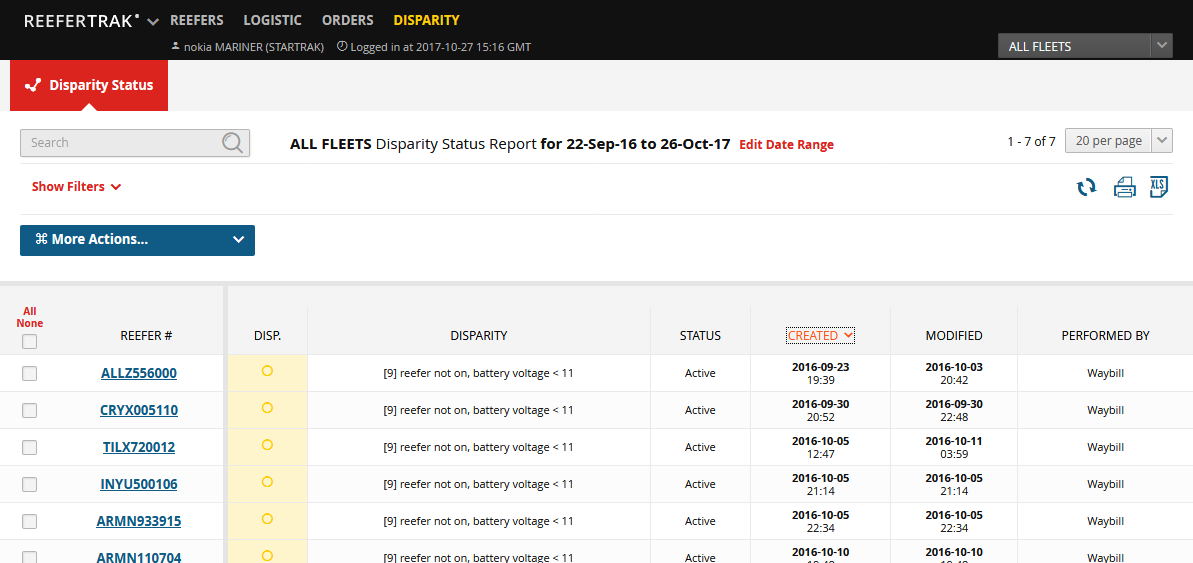 REEFERTRAK REEFERS LOGISTIC ORDERS DISPARITY
nokia MARINER (STARTRAK) Logged in at 2017-10-27 15:16 GMT
ALL FLEETS
Disparity Status
Search
ALL FLEETS Disparity Status Report for 22-Sep-16 to 26-Oct-17 Edit Date Range
1 - 7 of 7 20 per page
Show Filters
XLS
⌘ More Actions...
All
None
REEFER # DISP. DISPARITY STATUS CREATED MODIFIED PERFORMED BY
ALLZ556000 [9] reefer not on, battery voltage < 11 Active 2016-09-23 19:39 2016-10-03 20:42 Waybill
CRYX005110 [9] reefer not on, battery voltage < 11 Active 2016-09-30 20:52 2016-09-30 22:48 Waybill
TILX720012 [9] reefer not on, battery voltage < 11 Active 2016-10-05 12:47 2016-10-11 03:59 Waybill
INYU500106 [9] reefer not on, battery voltage < 11 Active 2016-10-05 21:14 2016-10-05 21:14 Waybill
ARMN933915 [9] reefer not on, battery voltage < 11 Active 2016-10-05 22:34 2016-10-05 22:34 Waybill
ARMN110704 [9] reefer not on, battery voltage < 11 Active 2016-10-10 2016-10-10 Waybill